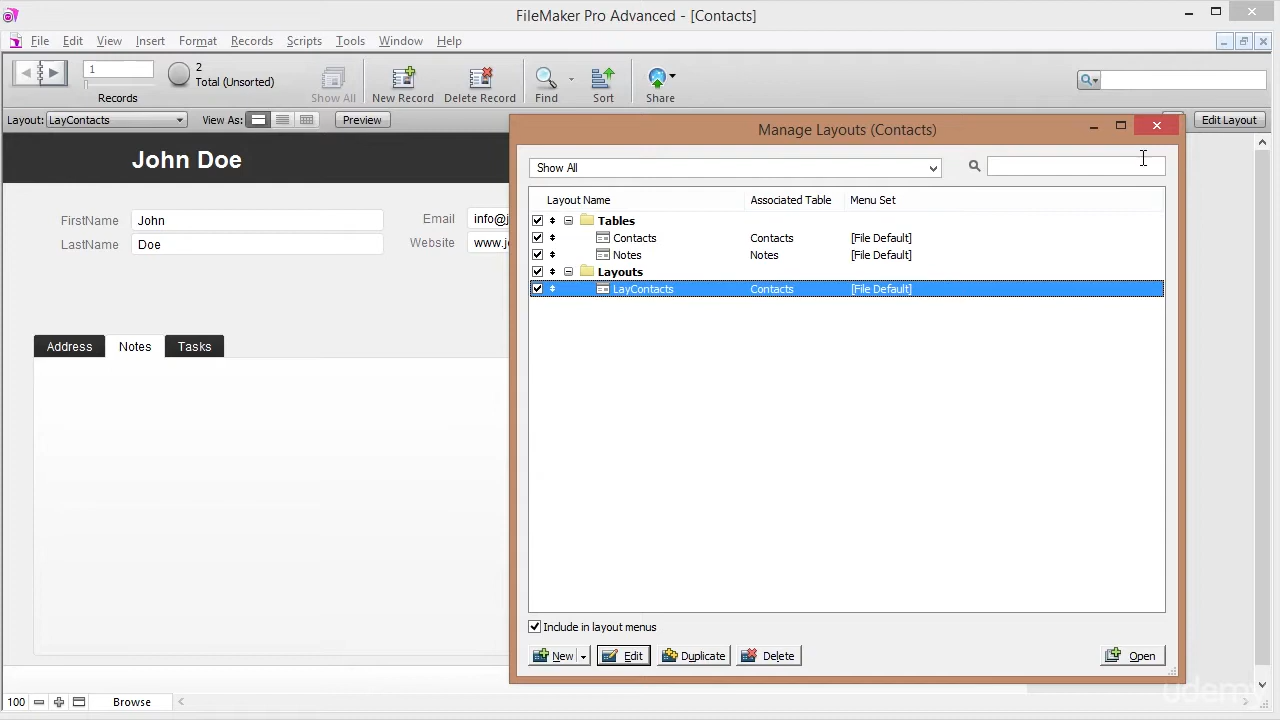 FileMaker Pro Advanced - [Contacts]
File Edit View Insert Format Records Scripts Tools Window Help
1
2
Total (Unsorted)
Records
Show All New Record Delete Record Find Sort Share
Layout: LayContacts View As: Preview Edit Layout
John Doe
FirstName John
LastName Doe
Email info@j
Website www.j
Address Notes Tasks
Manage Layouts (Contacts)
Show All
Layout Name Associated Table Menu Set
Tables
Contacts Contacts [File Default]
Notes Notes [File Default]
Layouts
LayContacts Contacts [File Default]
Include in layout menus
New Edit Duplicate Delete Open
100 Browse
udemy